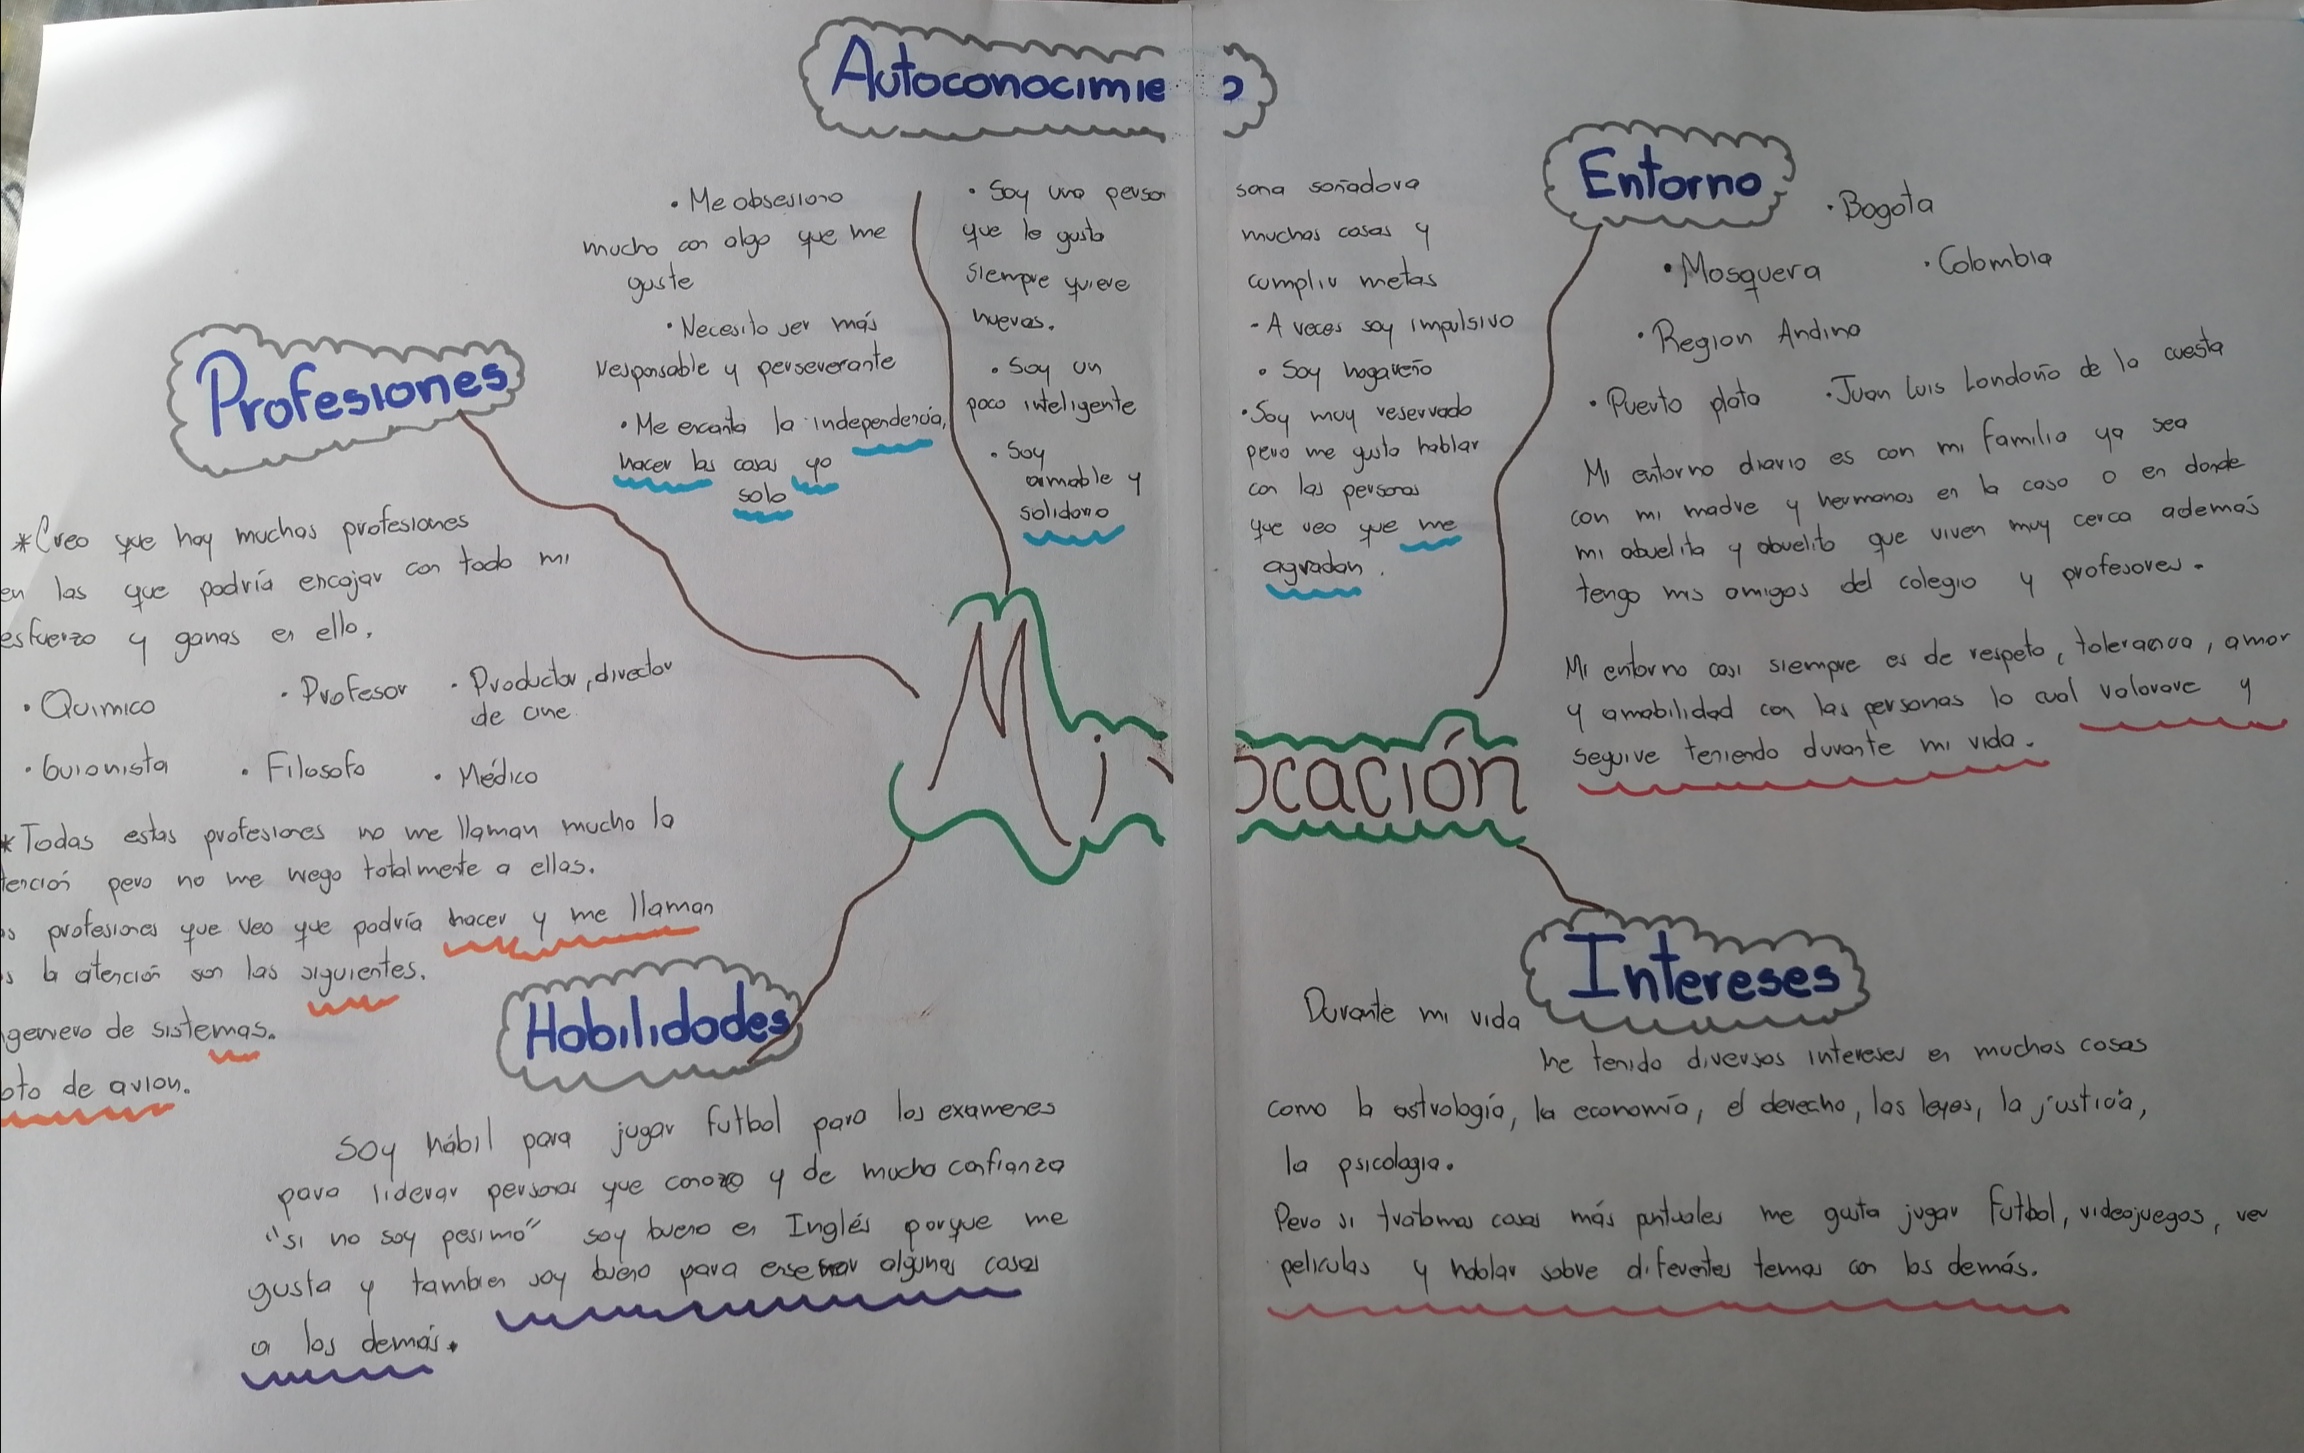 Autoconocimie o
• Me obsesiono
mucho con algo que me
guste
• Necesito ser más
responsable y perseverante
• Me encanta la independencia,
hacer las cosas yo
solo
• Soy una person sona soñadora
que le gusta muchas cosas y
siempre quiere cumplir metas
nuevas.
• Soy un
poco inteligente
• Soy
amable y
solidario
- A veces soy impulsivo
• Soy hogareño
• Soy muy reservado
pero me gusta hablar
con las personas
que veo que me
agradan.
Entorno
• Bogota
• Mosquera
• Colombia
• Region Andina
• Puerto plata • Juan Luis Londoño de la cuesta
Mi entorno diario es con mi familia ya sea
con mi madre y hermanos en la casa o en donde
mi abuelita y abuelito que viven muy cerca además
tengo mis amigos del colegio y profesores.
Mi entorno casi siempre es de respeto, tolerancia, amor
y amabilidad con las personas lo cual valorare y
seguire teniendo durante mi vida.
Profesiones
*Creo que hay muchas profesiones
en las que podría encajar con todo mi
esfuerzo y ganas en ello.
• Quimico • Profesor • Productor, director
de cine
• Guionista • Filosofo • Médico
*Todas estas profesiones no me llaman mucho la
tención pero no me niego totalmente a ellas.
s profesiones que veo que podría hacer y me llaman
s la atención son las siguientes.
ngeniero de sistemas.
oto de avion.
Mi ocación
Habilidades
Soy hábil para jugar futbol para los examenes
para liderar personas que conozco y de mucha confianza
"si no soy pesimo" soy bueno en Inglés porque me
gusta y tambien soy bueno para enseñar algunas cosas
a los demás.
Intereses
Durante mi vida
he tenido diversos intereses en muchas cosas
como la astrología, la economía, el derecho, las leyes, la justicia,
la psicologia.
Pero si tratamos cosas más puntuales me gusta jugar futbol, videojuegos, ver
peliculas y hablar sobre diferentes temas con los demás.